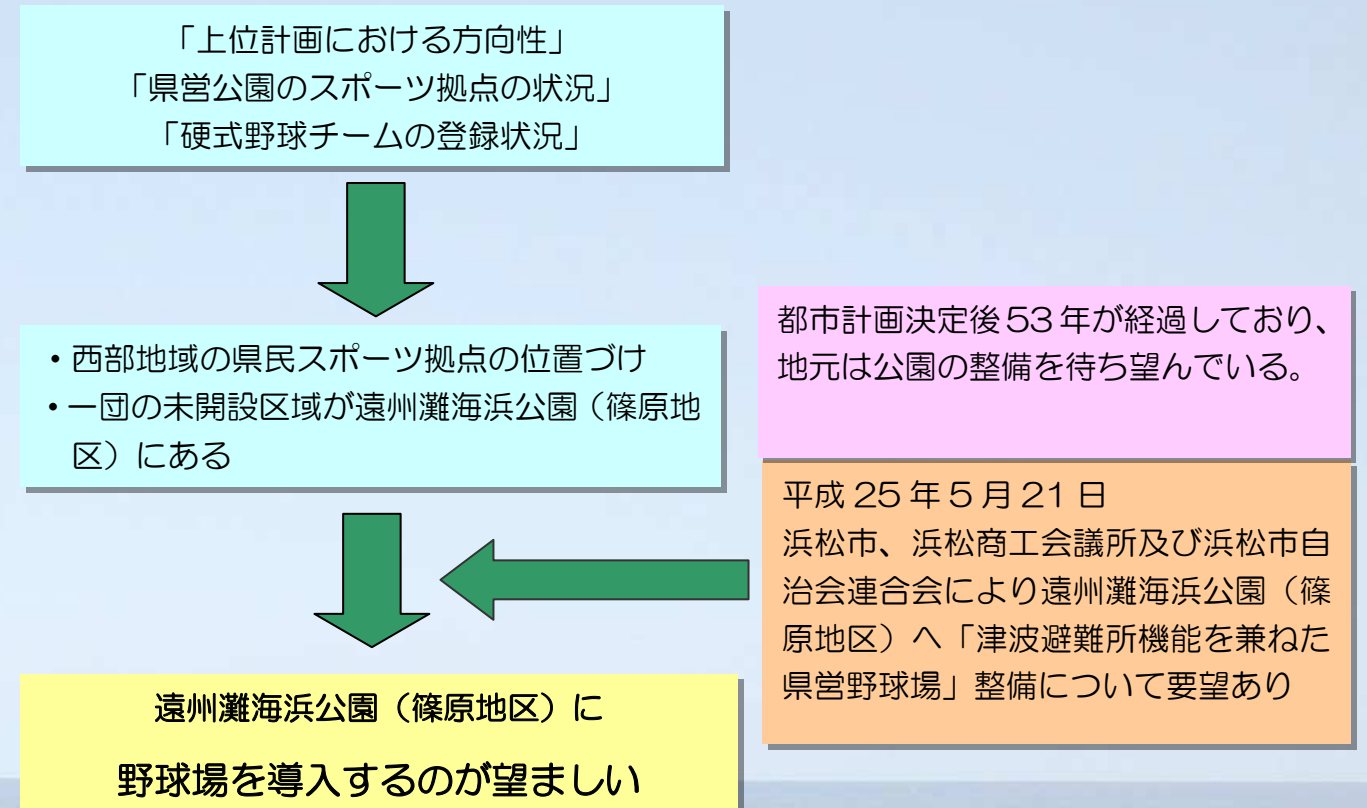 「上位計画における方向性」
「県営公園のスポーツ拠点の状況」
「硬式野球チームの登録状況」
・西部地域の県民スポーツ拠点の位置づけ
・一団の未開設区域が遠州灘海浜公園（篠原地
区）にある
都市計画決定後53年が経過しており、
地元は公園の整備を待ち望んでいる。
平成25年5月21日
浜松市、浜松商工会議所及び浜松市自
治会連合会により遠州灘海浜公園（篠
原地区）へ「津波避難所機能を兼ねた
県営野球場」整備について要望あり
遠州灘海浜公園（篠原地区）に
野球場を導入するのが望ましい